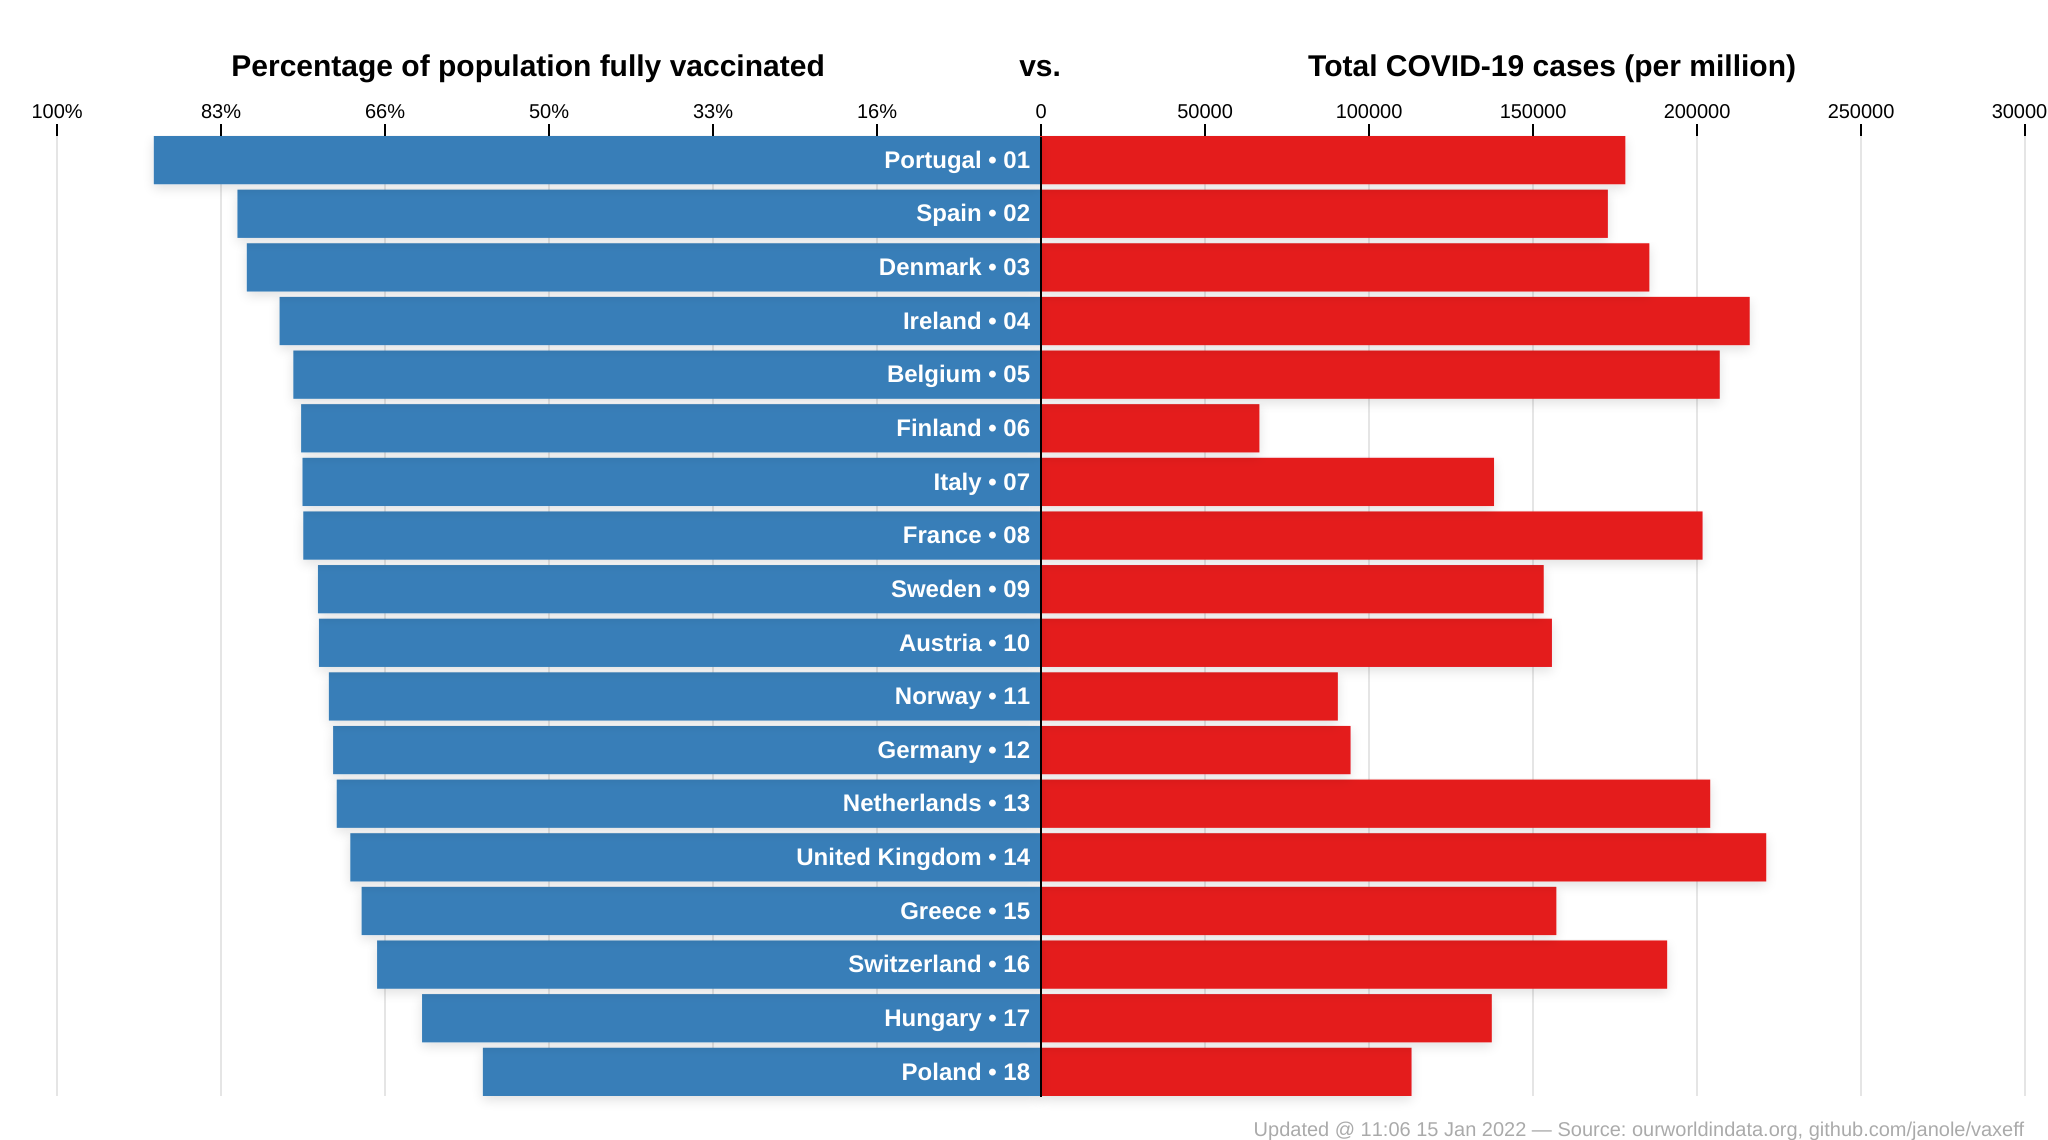 Percentage of population fully vaccinated vs. Total COVID-19 cases (per million)
100% 83% 66% 50% 33% 16% 0 50000 100000 150000 200000 250000 30000
Portugal • 01
Spain • 02
Denmark • 03
Ireland • 04
Belgium • 05
Finland • 06
Italy • 07
France • 08
Sweden • 09
Austria • 10
Norway • 11
Germany • 12
Netherlands • 13
United Kingdom • 14
Greece • 15
Switzerland • 16
Hungary • 17
Poland • 18
Updated @ 11:06 15 Jan 2022 — Source: ourworldindata.org, github.com/janole/vaxeff